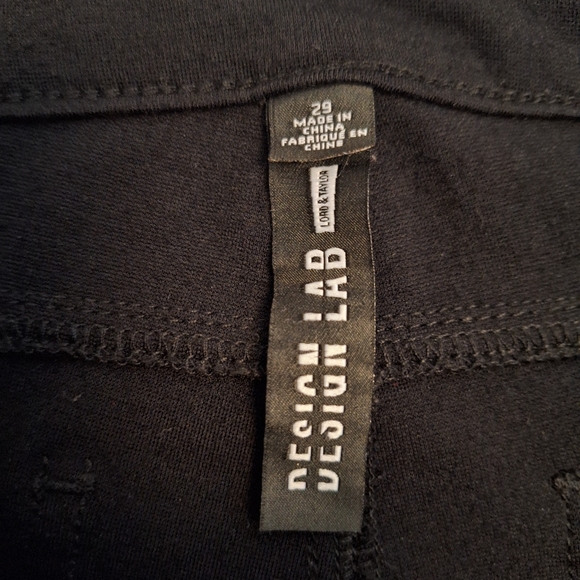 29
MADE IN
CHINA
FABRIQUÉ EN
CHINE
LORD & TAYLOR
DESIGN LAB